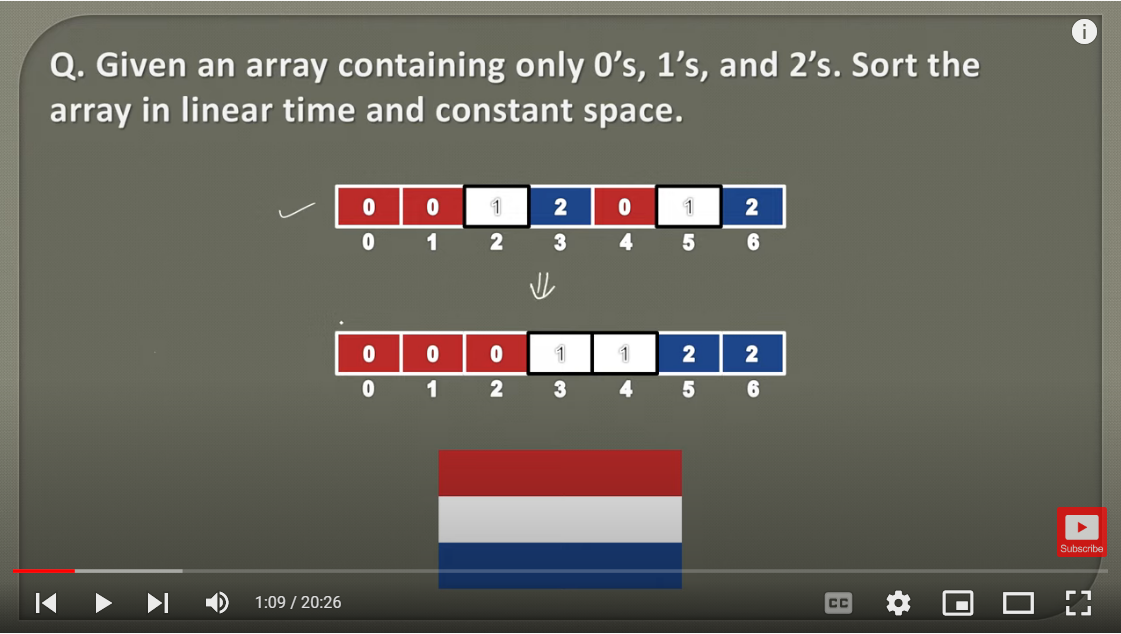 Q. Given an array containing only 0's, 1's, and 2's. Sort the
array in linear time and constant space.
0 0 1 2 0 1 2
0 1 2 3 4 5 6
0 0 0 1 1 2 2
0 1 2 3 4 5 6
Subscribe
1:09 / 20:26
CC